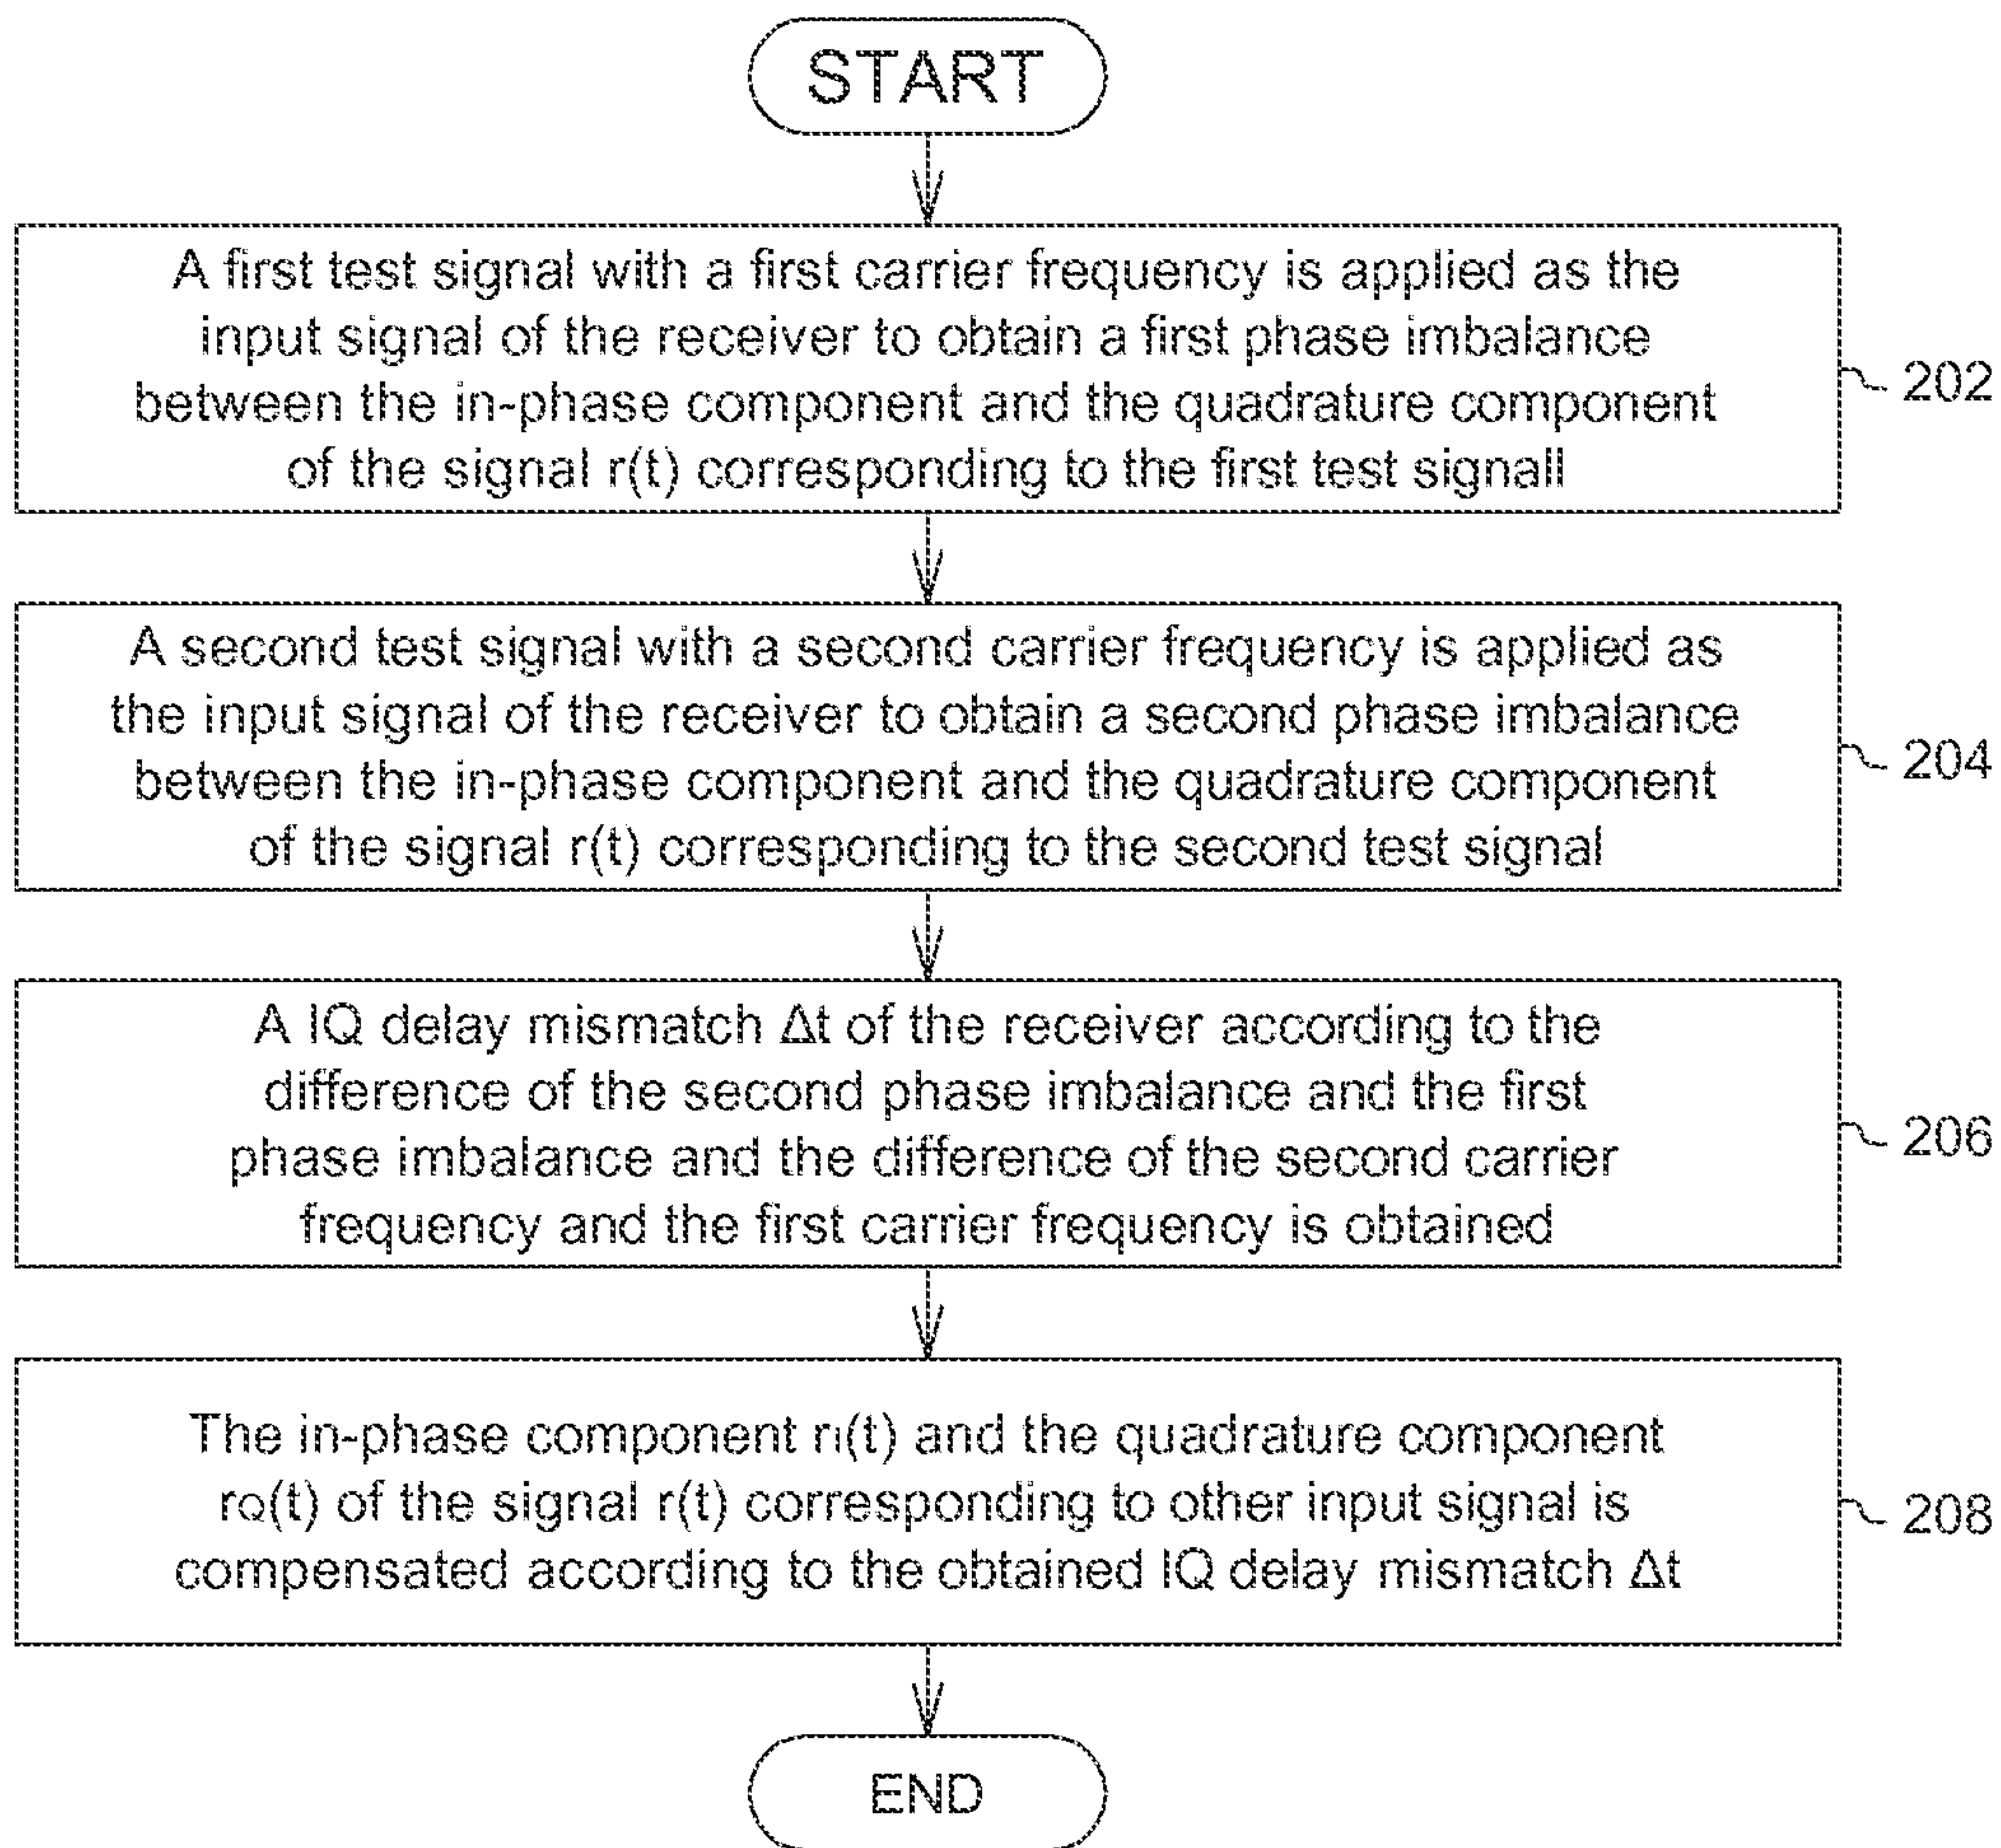 START
A first test signal with a first carrier frequency is applied as the
input signal of the receiver to obtain a first phase imbalance
between the in-phase component and the quadrature component
of the signal r(t) corresponding to the first test signall
202
A second test signal with a second carrier frequency is applied as
the input signal of the receiver to obtain a second phase imbalance
between the in-phase component and the quadrature component
of the signal r(t) corresponding to the second test signal
204
A IQ delay mismatch Δt of the receiver according to the
difference of the second phase imbalance and the first
phase imbalance and the difference of the second carrier
frequency and the first carrier frequency is obtained
206
The in-phase component rI(t) and the quadrature component
rQ(t) of the signal r(t) corresponding to other input signal is
compensated according to the obtained IQ delay mismatch Δt
208
END